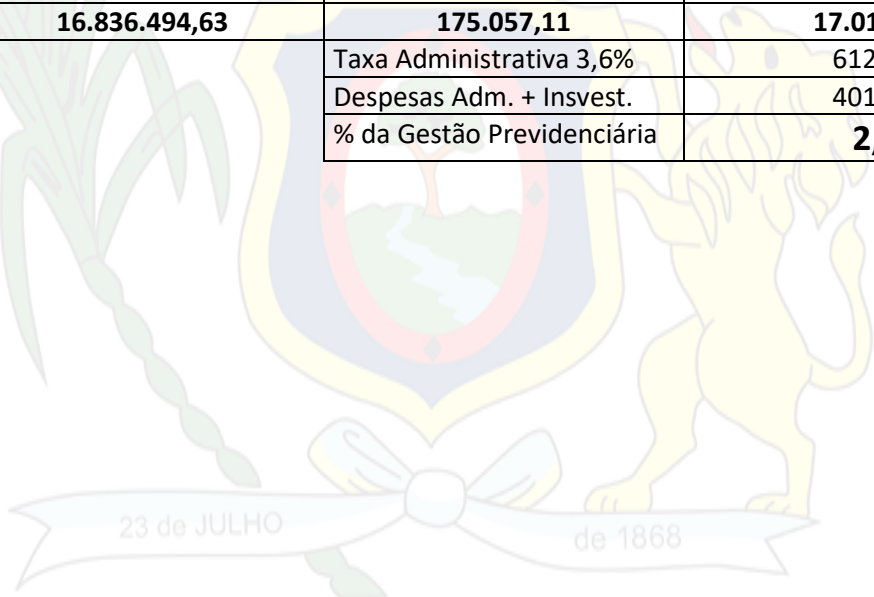 16.836.494,63 175.057,11 17.01
Taxa Administrativa 3,6% 612
Despesas Adm. + Insvest. 401
% da Gestão Previdenciária 2,
23 de JULHO de 1868